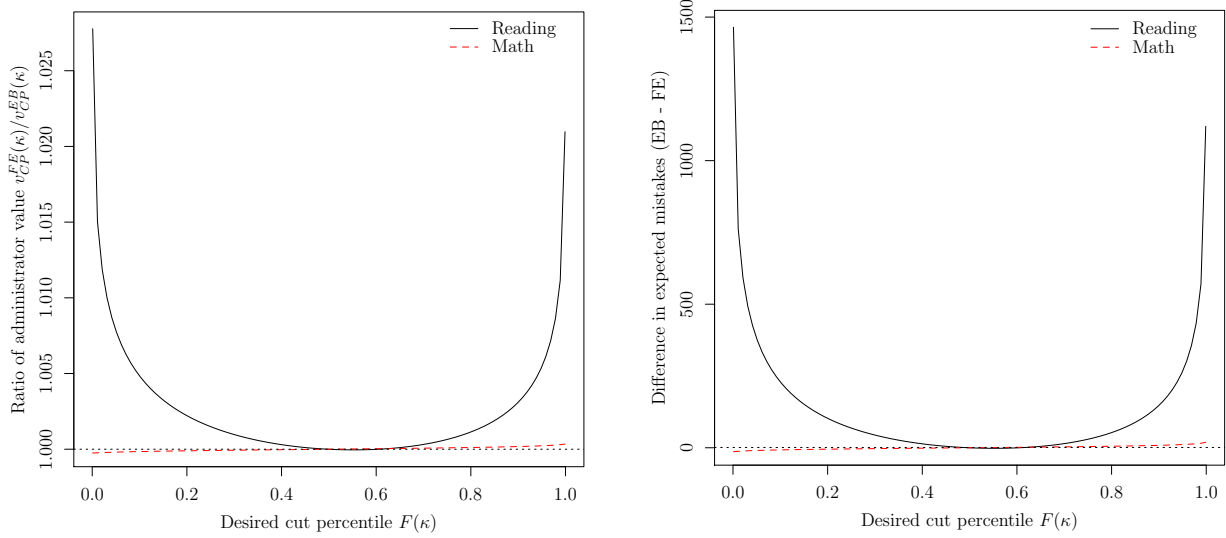 Ratio of administrator value $v_{CP}^{FE}(\kappa)/v_{CP}^{EB}(\kappa)$
1.025
1.020
1.015
1.010
1.005
1.000
Reading
Math
0.0 0.2 0.4 0.6 0.8 1.0
Desired cut percentile $F(\kappa)$
Difference in expected mistakes (EB - FE)
1500
1000
500
0
Reading
Math
0.0 0.2 0.4 0.6 0.8 1.0
Desired cut percentile $F(\kappa)$